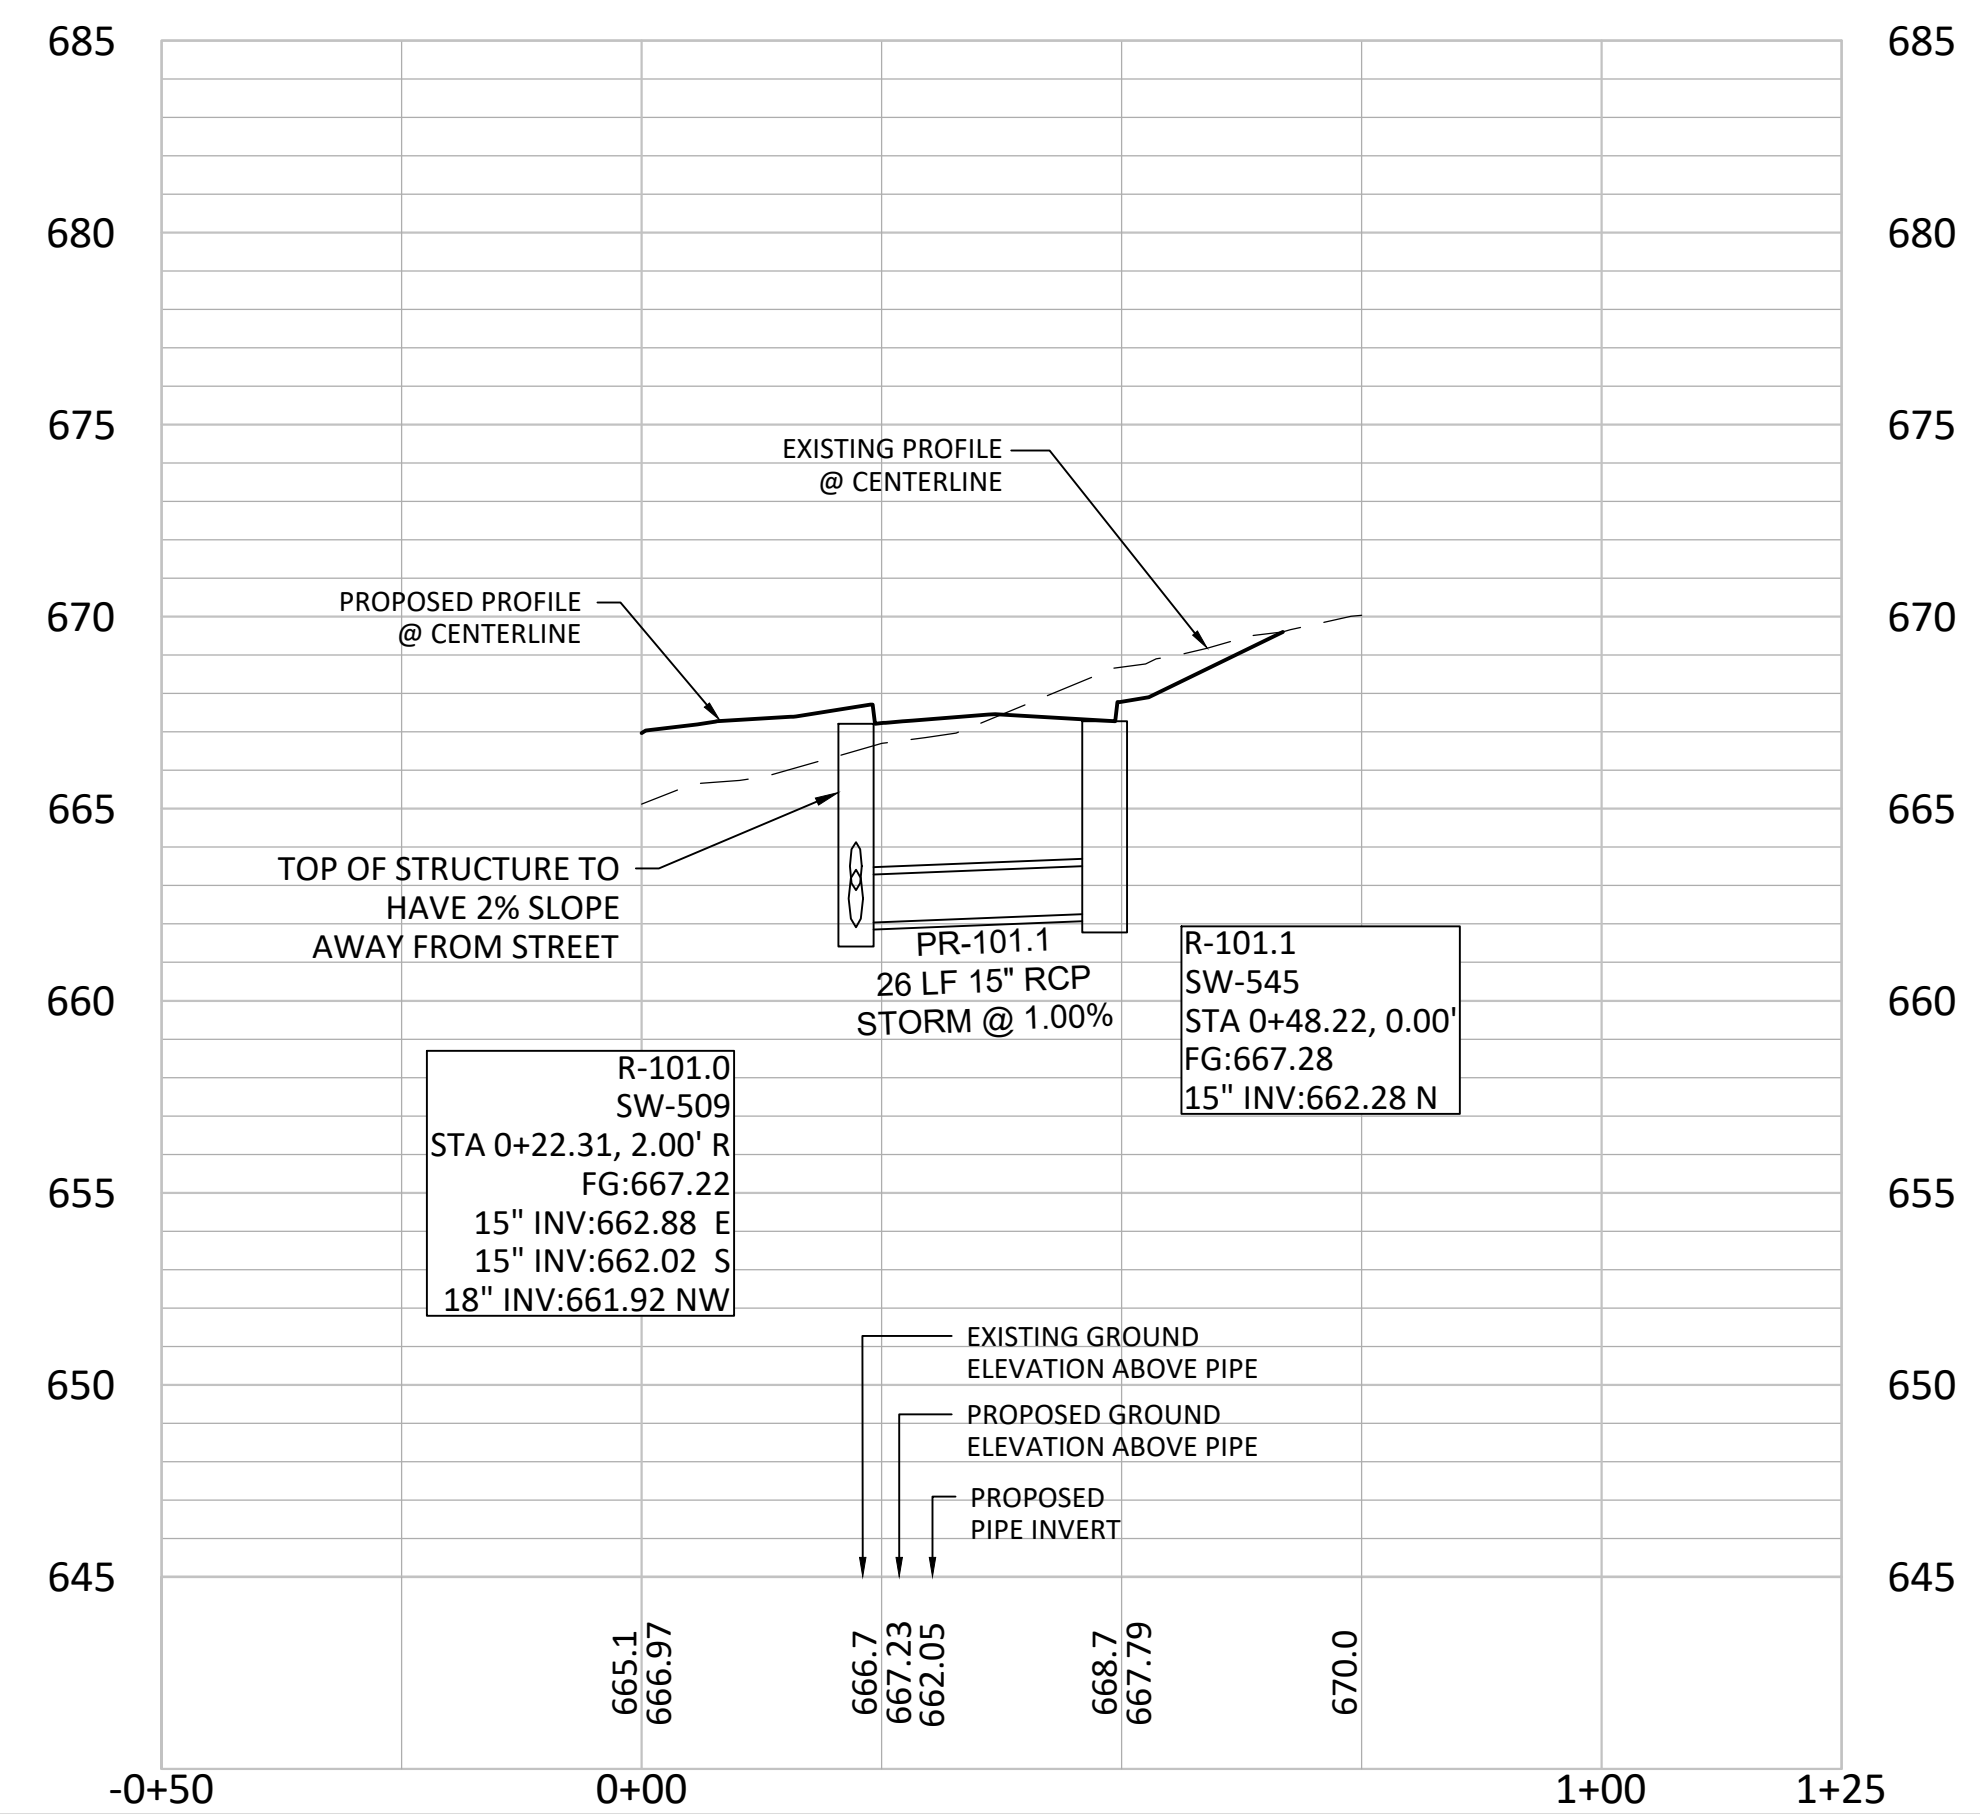 685
685
680
680
675
675
EXISTING PROFILE
@ CENTERLINE
PROPOSED PROFILE
@ CENTERLINE
670
670
665
665
TOP OF STRUCTURE TO
HAVE 2% SLOPE
AWAY FROM STREET
PR-101.1
26 LF 15" RCP
STORM @ 1.00%
R-101.1
SW-545
STA 0+48.22, 0.00'
FG:667.28
15" INV:662.28 N
660
660
R-101.0
SW-509
STA 0+22.31, 2.00' R
FG:667.22
15" INV:662.88 E
15" INV:662.02 S
18" INV:661.92 NW
655
655
EXISTING GROUND
ELEVATION ABOVE PIPE
650
650
PROPOSED GROUND
ELEVATION ABOVE PIPE
PROPOSED
PIPE INVERT
645
645
665.1
666.97
666.7
667.23
662.05
668.7
667.79
670.0
-0+50
0+00
1+00
1+25